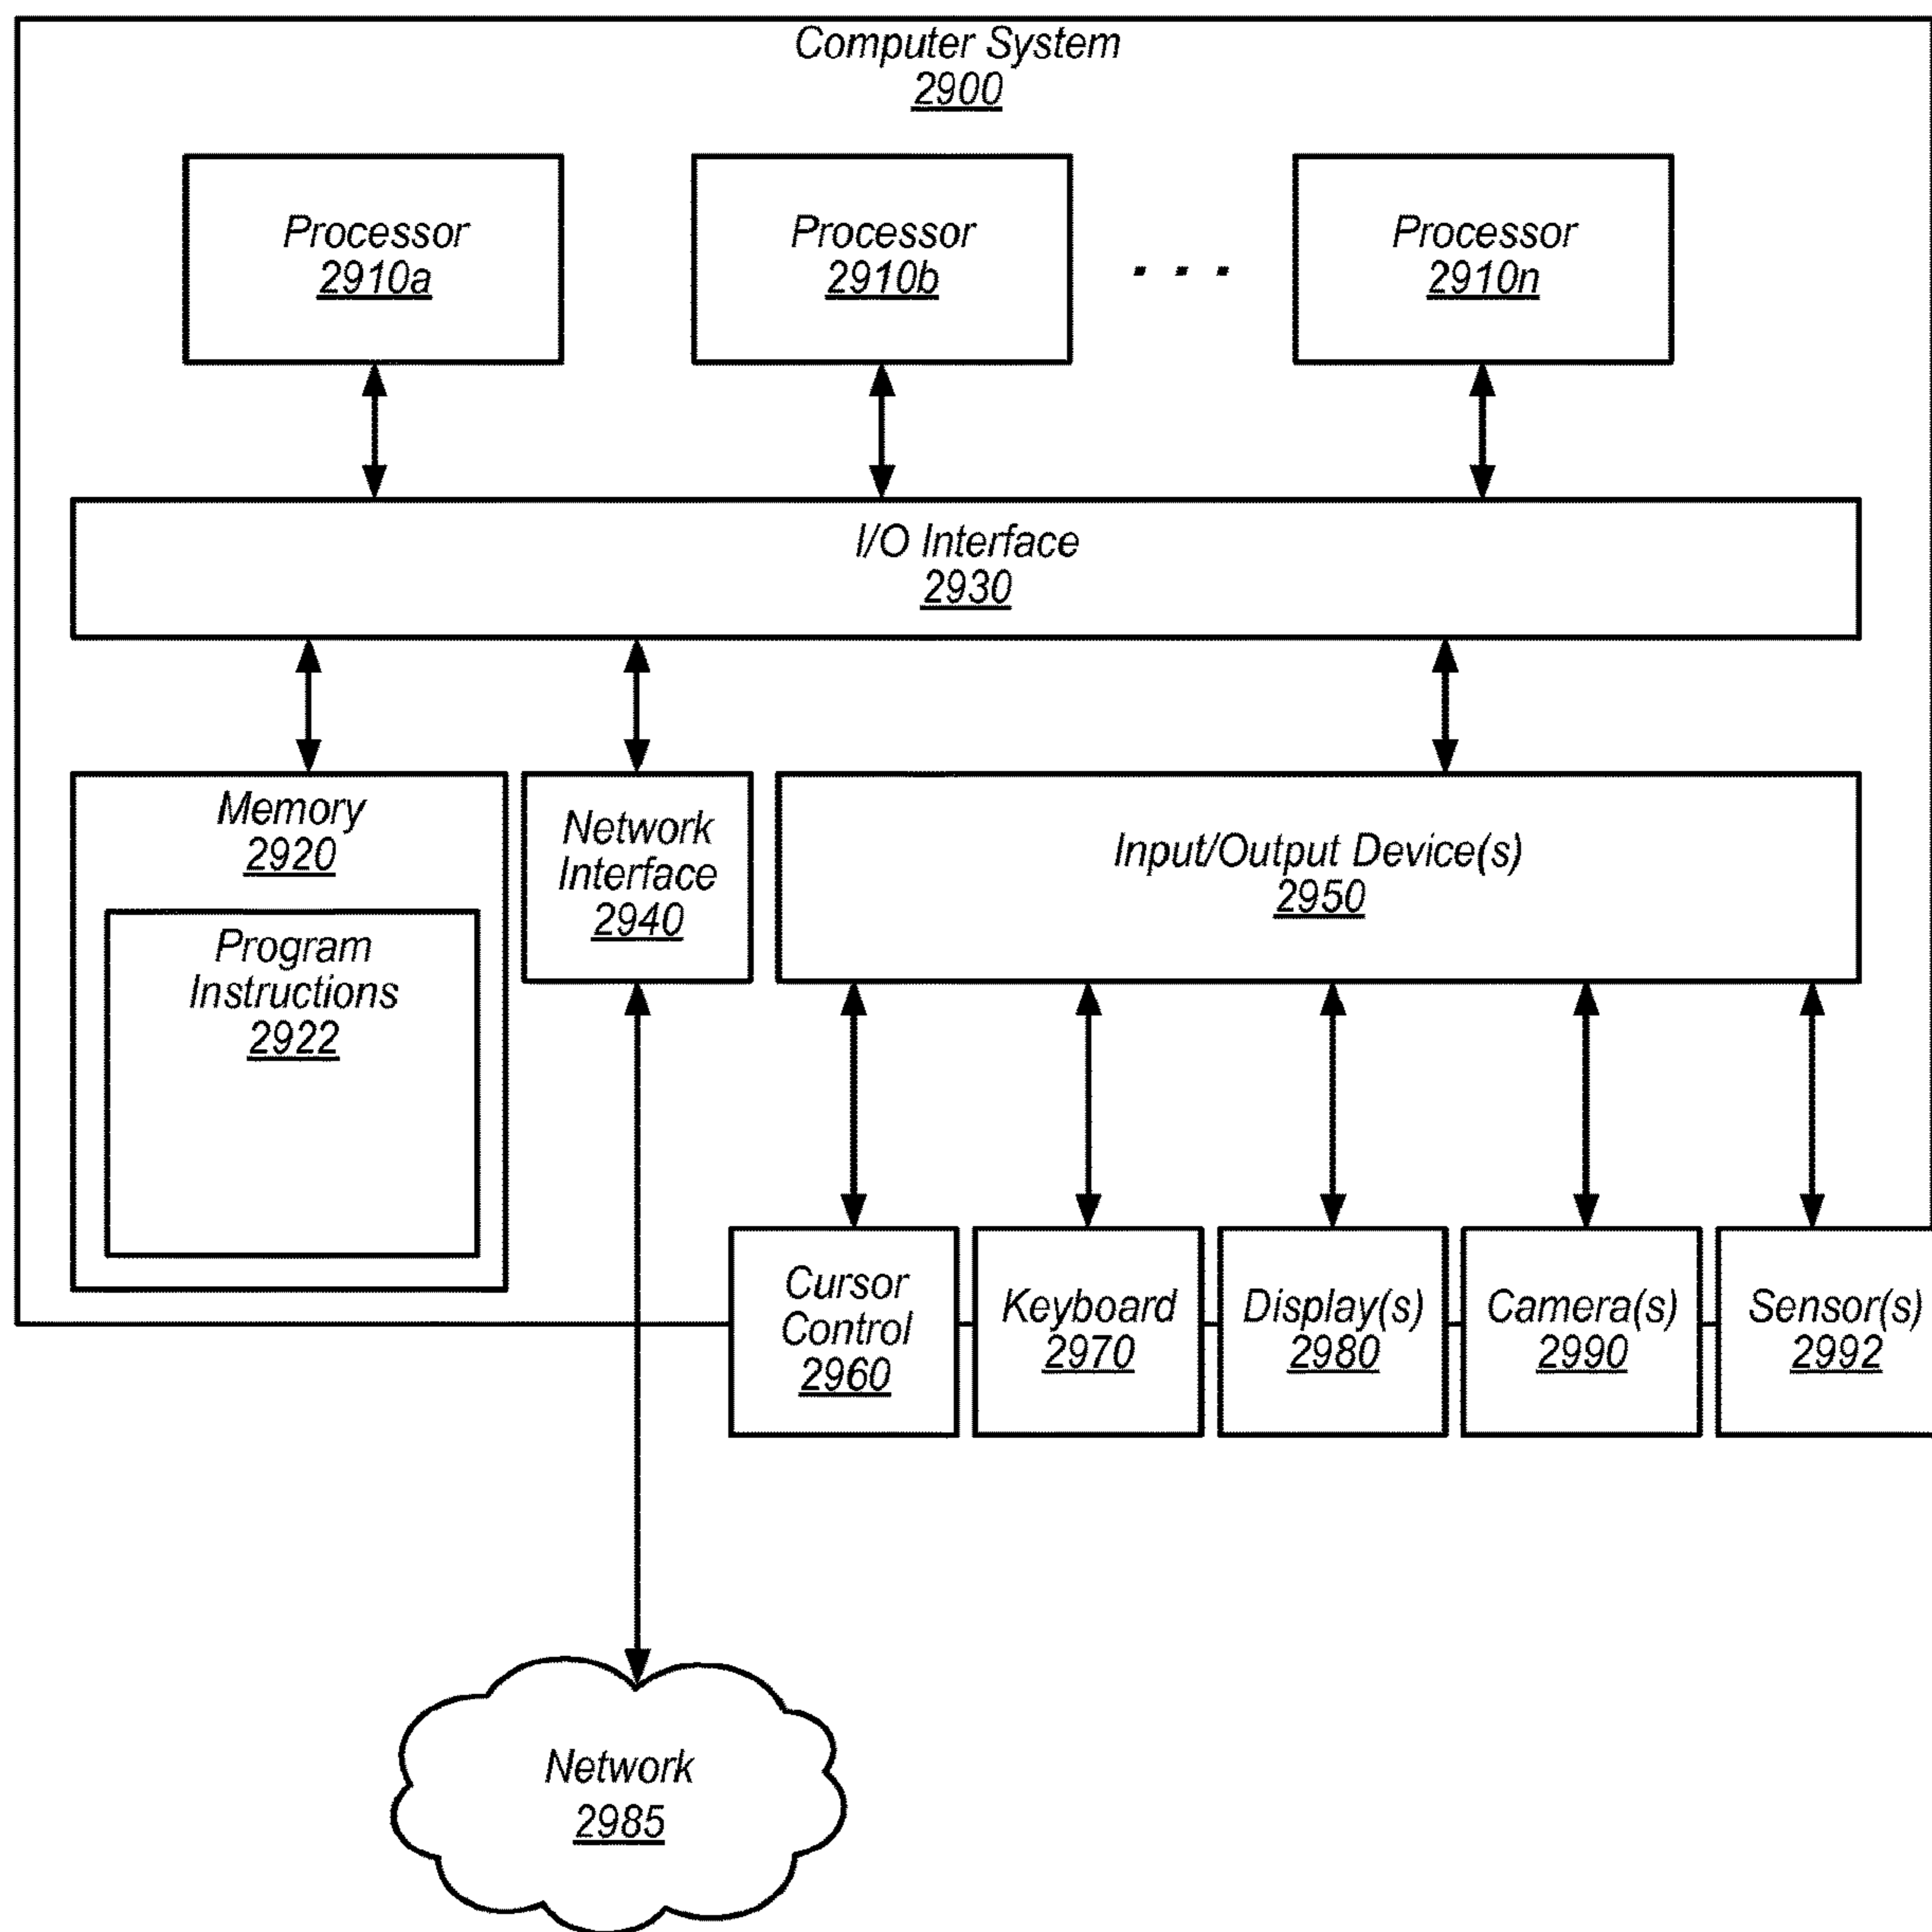 Computer System
2900
Processor
2910a
Processor
2910b
. . .
Processor
2910n
I/O Interface
2930
Memory
2920
Program
Instructions
2922
Network
Interface
2940
Input/Output Device(s)
2950
Cursor
Control
2960
Keyboard
2970
Display(s)
2980
Camera(s)
2990
Sensor(s)
2992
Network
2985